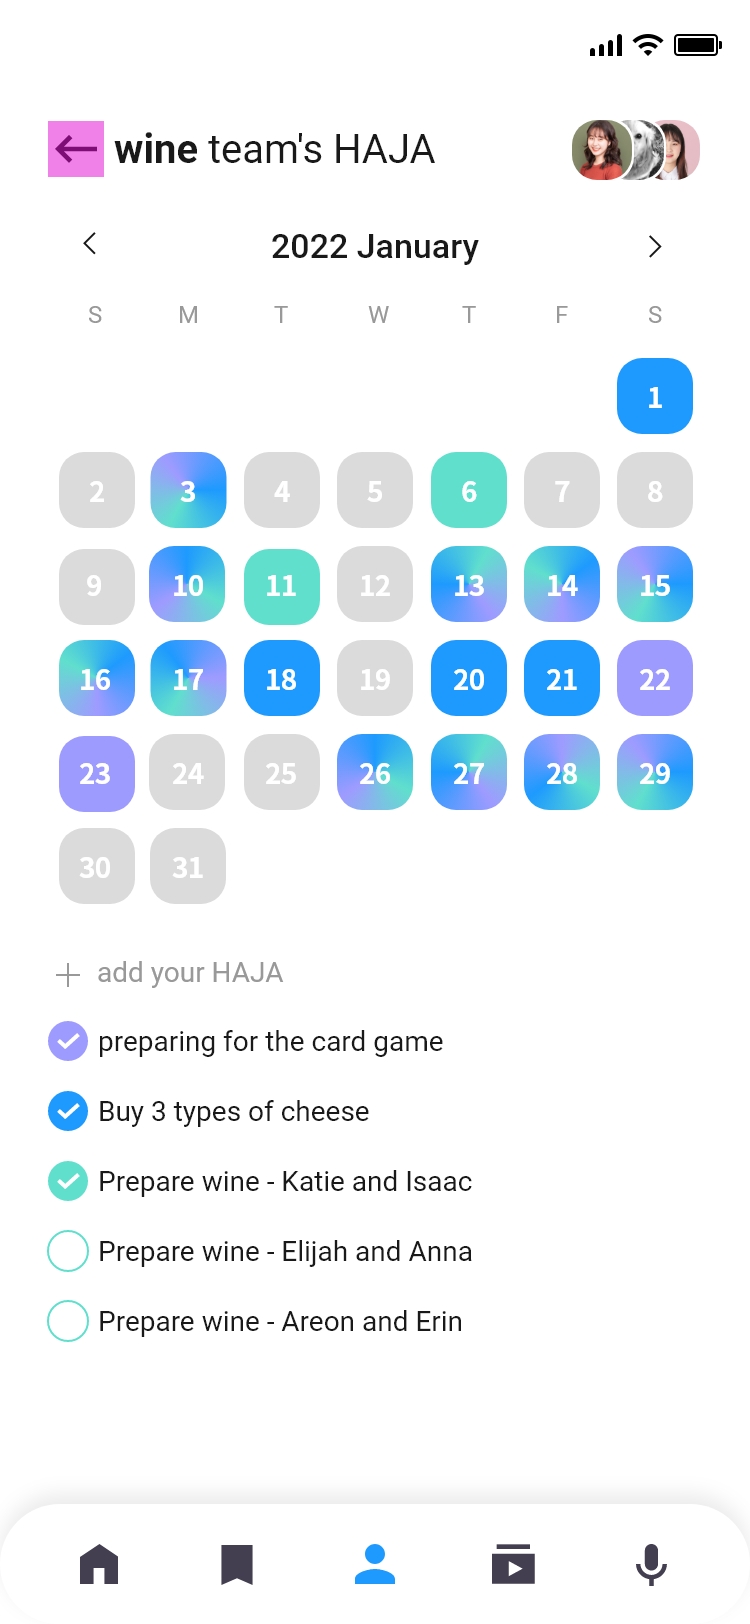 wine team's HAJA
2022 January
S M T W T F S
1
2 3 4 5 6 7 8
9 10 11 12 13 14 15
16 17 18 19 20 21 22
23 24 25 26 27 28 29
30 31
add your HAJA
preparing for the card game
Buy 3 types of cheese
Prepare wine - Katie and Isaac
Prepare wine - Elijah and Anna
Prepare wine - Areon and Erin